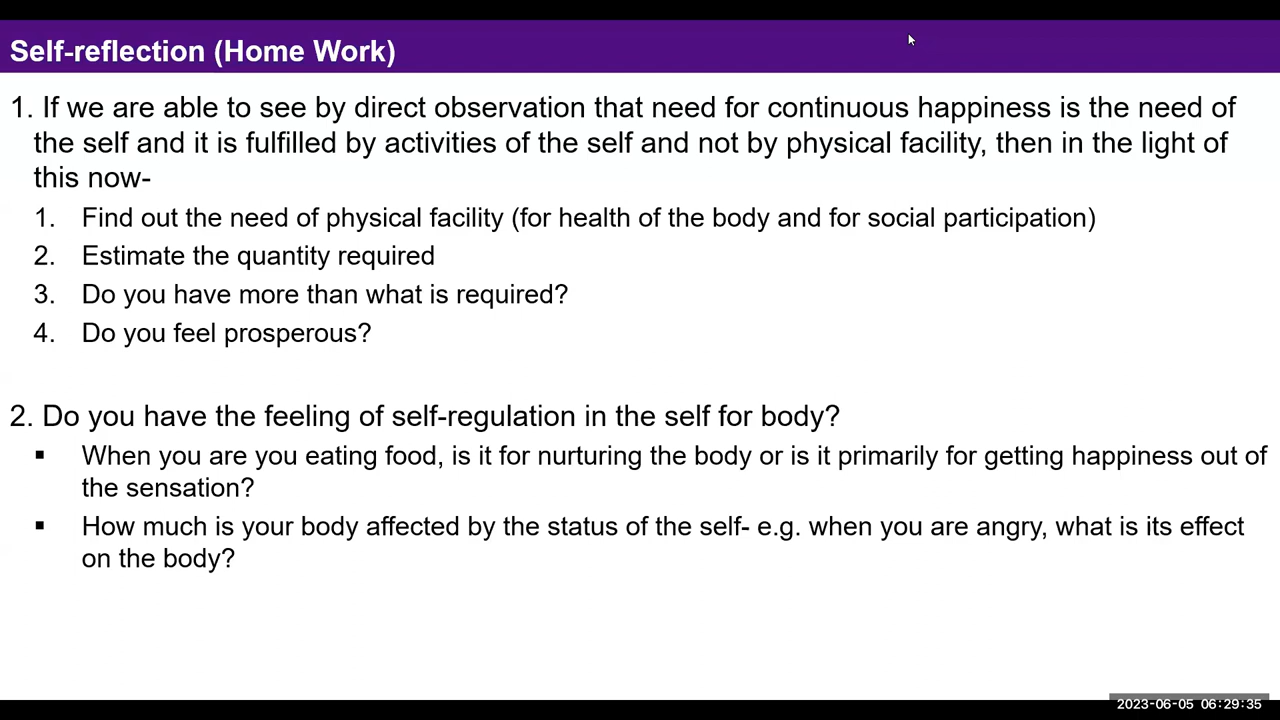 Self-reflection (Home Work)
1. If we are able to see by direct observation that need for continuous happiness is the need of
the self and it is fulfilled by activities of the self and not by physical facility, then in the light of
this now-
1. Find out the need of physical facility (for health of the body and for social participation)
2. Estimate the quantity required
3. Do you have more than what is required?
4. Do you feel prosperous?
2. Do you have the feeling of self-regulation in the self for body?
▪ When you are you eating food, is it for nurturing the body or is it primarily for getting happiness out of
the sensation?
▪ How much is your body affected by the status of the self- e.g. when you are angry, what is its effect
on the body?
2023-06-05 06:29:35